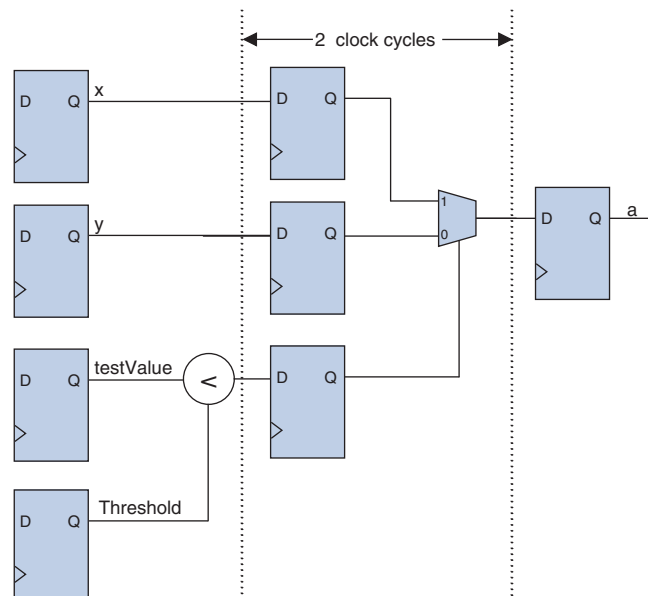 2 clock cycles
D Q x D Q
1
D Q y D Q 0 D Q a
D Q testValue < D Q
D Q Threshold